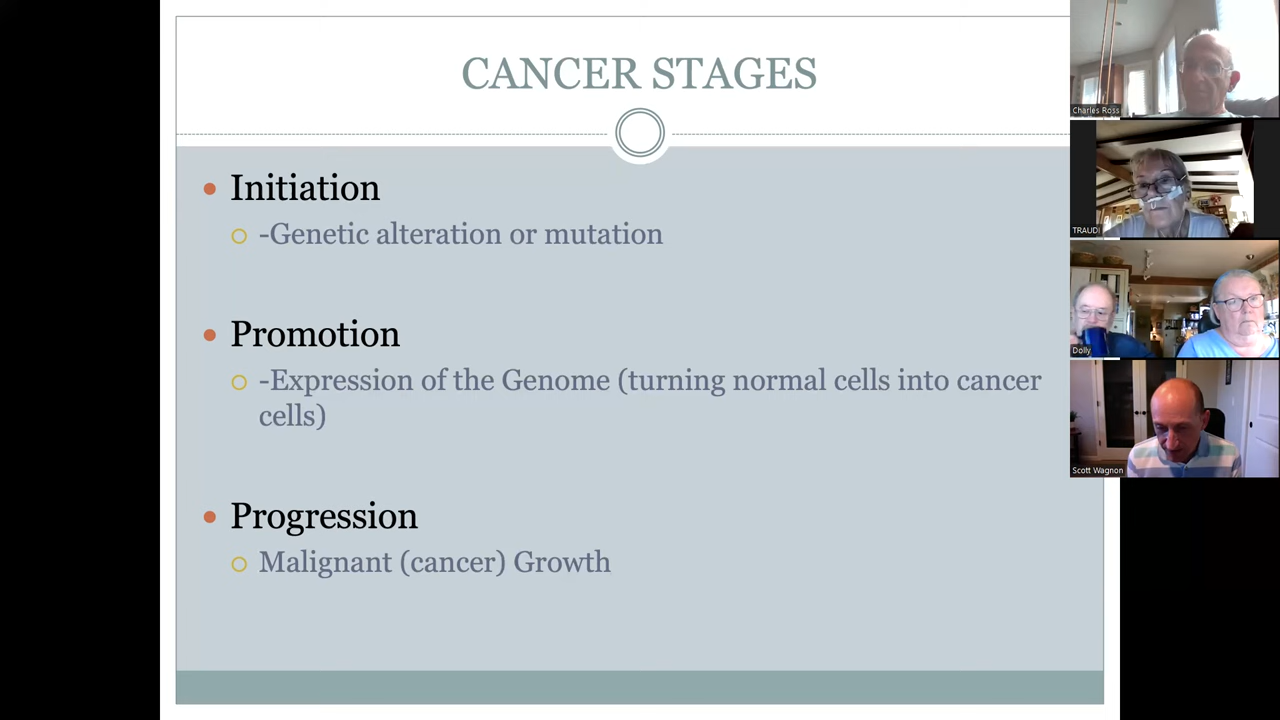 CANCER STAGES
Initiation
-Genetic alteration or mutation
Promotion
-Expression of the Genome (turning normal cells into cancer
cells)
Progression
Malignant (cancer) Growth
Charles Ross
TRAUDI
Dolly
Scott Wagnon